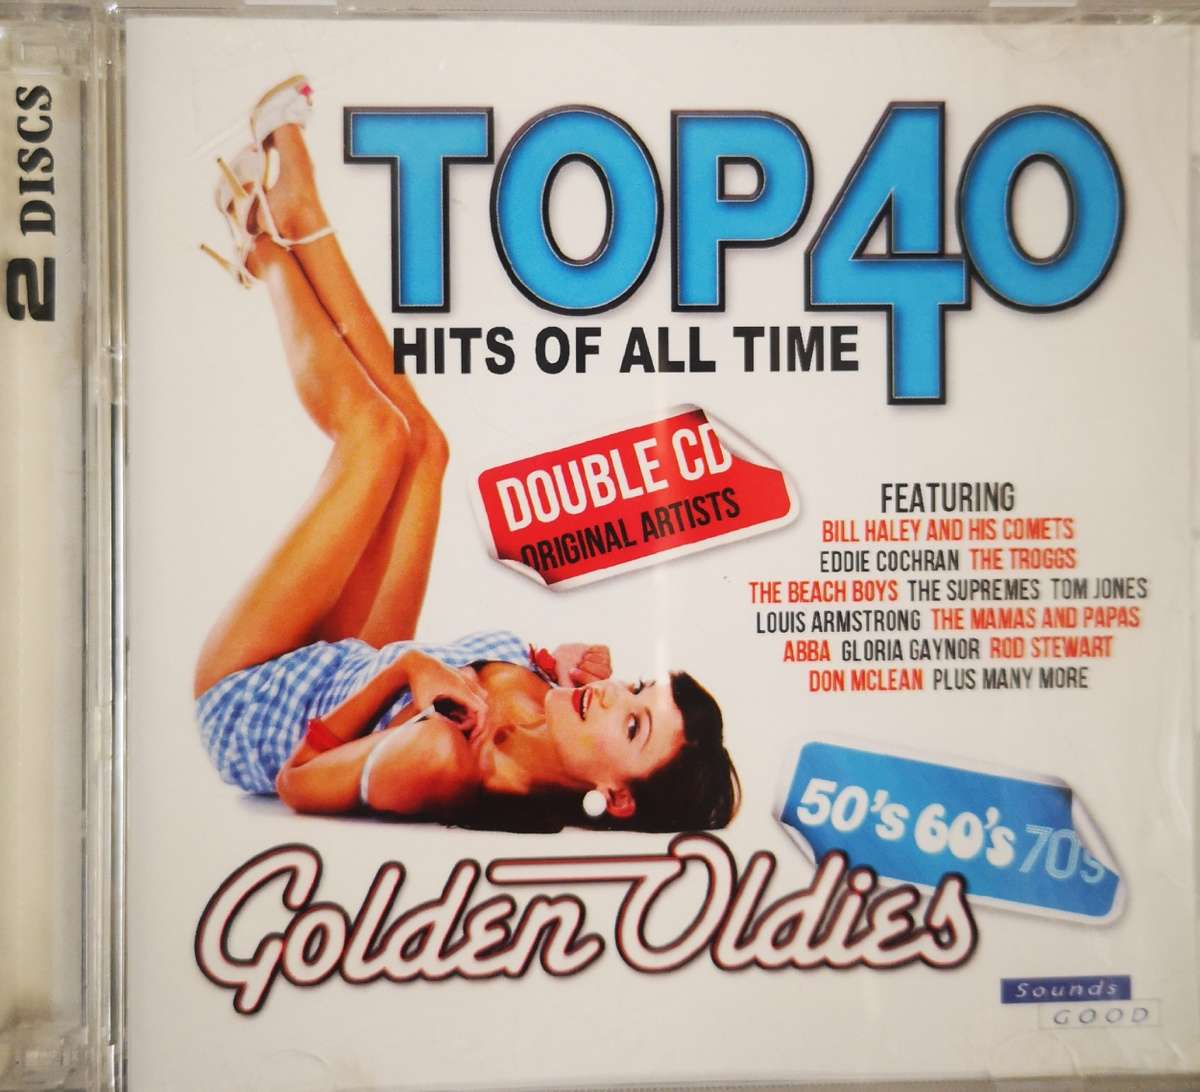 2 DISCS
TOP 40
HITS OF ALL TIME
DOUBLE CD
ORIGINAL ARTISTS
FEATURING
BILL HALEY AND HIS COMETS
EDDIE COCHRAN THE TROGGS
THE BEACH BOYS THE SUPREMES TOM JONES
LOUIS ARMSTRONG THE MAMAS AND PAPAS
ABBA GLORIA GAYNOR ROD STEWART
DON MCLEAN PLUS MANY MORE
50's 60's 70's
Golden Oldies
Sounds
GOOD